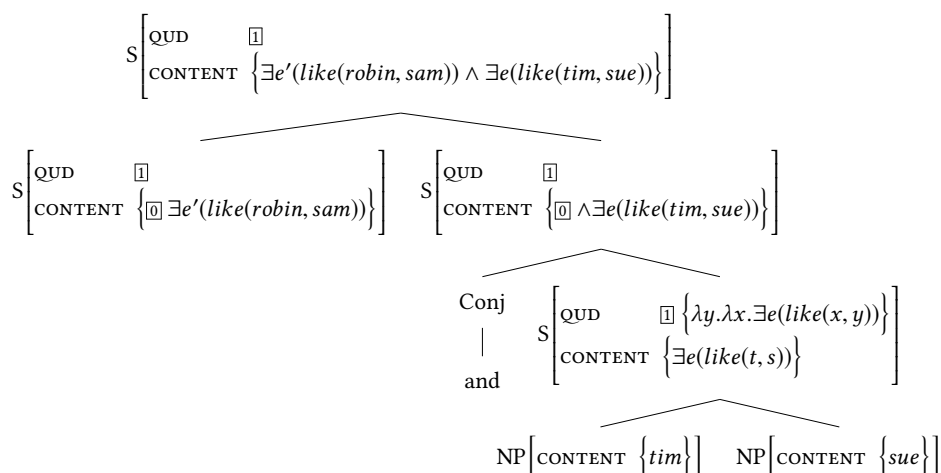 S[QUD 1
CONTENT {∃e′(like(robin, sam)) ∧ ∃e(like(tim, sue))}]
S[QUD 1
CONTENT {0 ∃e′(like(robin, sam))}]
S[QUD 1
CONTENT {0 ∧∃e(like(tim, sue))}]
Conj
and
S[QUD 1 {λy.λx.∃e(like(x, y))}
CONTENT {∃e(like(t, s))}]
NP[CONTENT {tim}] NP[CONTENT {sue}]